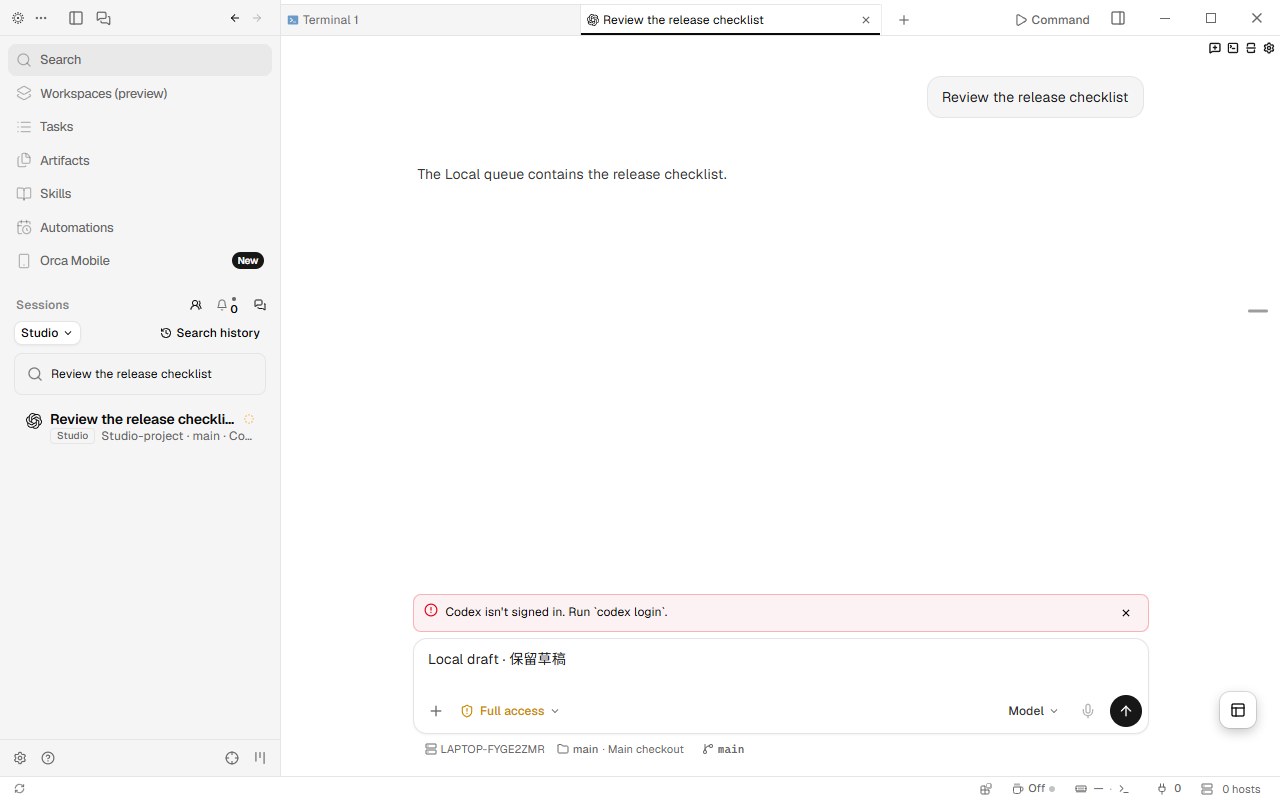 Terminal 1
Review the release checklist
Command
Search
Workspaces (preview)
Tasks
Artifacts
Skills
Automations
Orca Mobile
New
Sessions
0
Studio
Search history
Review the release checklist
Review the release checkli...
Studio
Studio-project · main · Co...
Review the release checklist
The Local queue contains the release checklist.
Codex isn't signed in. Run `codex login`.
Local draft · 保留草稿
Full access
Model
LAPTOP-FYGE2ZMR
main · Main checkout
main
Off
0
0 hosts